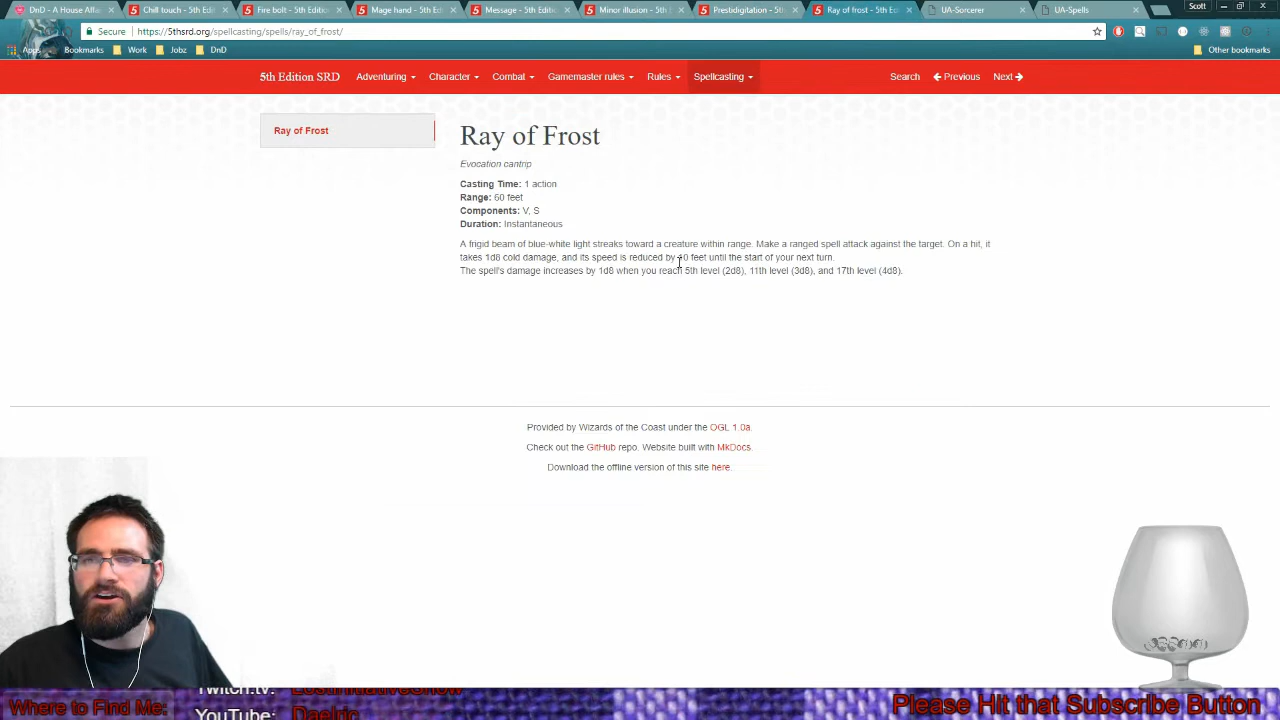 DnD - A House Affa
Chill touch - 5th Edi
Fire bolt - 5th Edition
Mage hand - 5th Ed
Message - 5th Editio
Minor illusion - 5th E
Prestidigitation - 5th
Ray of frost - 5th Edi
UA-Sorcerer
UA-Spells
Scott
Secure
https://5thsrd.org/spellcasting/spells/ray_of_frost/
Apps
Bookmarks
Work
Jobz
DnD
Other bookmarks
5th Edition SRD
Adventuring
Character
Combat
Gamemaster rules
Rules
Spellcasting
Search
Previous
Next
Ray of Frost
Ray of Frost
Evocation cantrip
Casting Time: 1 action
Range: 60 feet
Components: V, S
Duration: Instantaneous
A frigid beam of blue-white light streaks toward a creature within range. Make a ranged spell attack against the target. On a hit, it
takes 1d8 cold damage, and its speed is reduced by 10 feet until the start of your next turn.
The spell's damage increases by 1d8 when you reach 5th level (2d8), 11th level (3d8), and 17th level (4d8).
Provided by Wizards of the Coast under the OGL 1.0a.
Check out the GitHub repo. Website built with MkDocs.
Download the offline version of this site here.
Twitch.tv: LostInitiativeShow
Where to Find Me:
YouTube: Daelric
Please Hit that Subscribe Button